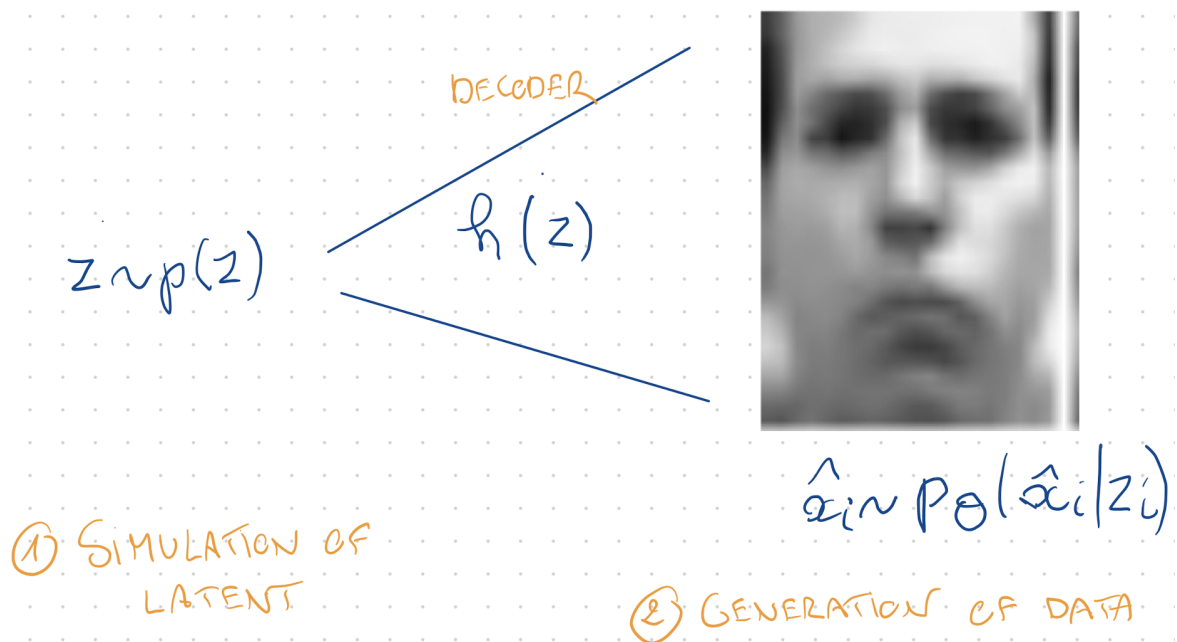 DECODER
h(z)
z~p(z)
x̂ᵢ~pθ(x̂ᵢ|zᵢ)
① SIMULATION OF
LATENT
② GENERATION OF DATA